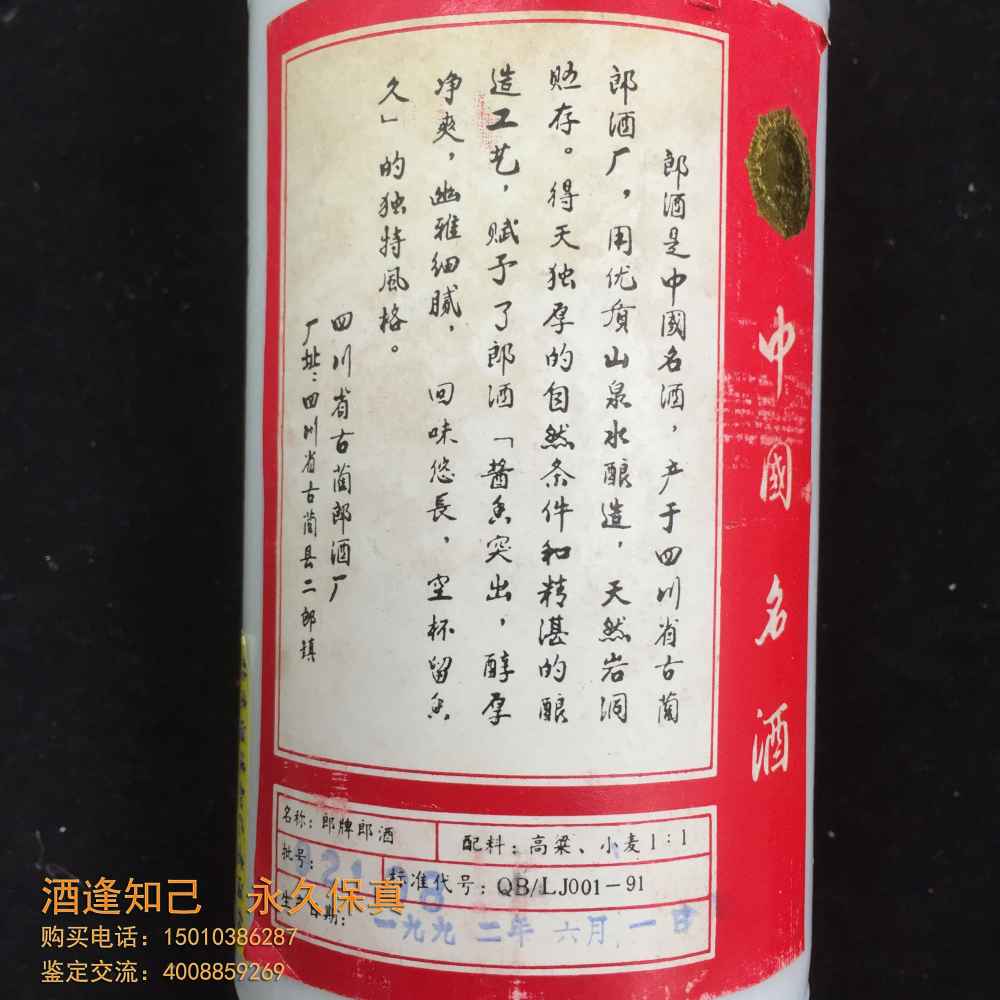 郎酒是中國名酒，产于四川省古蔺
郎酒厂，用优质山泉水酿造，天然岩洞
贮存。得天独厚的自然条件和精湛的酿
造工艺，赋予了郎酒「酱香突出，醇厚
净爽，幽雅细腻，回味悠長，空杯留香
久」的独特風格。
四川省古蔺郎酒厂
厂址：四川省古蔺县二郎镇
中國名酒
名称：郎牌郎酒
配料：高粱、小麦1：1
批号：
标准代号：QB/LJ001-91
生产日期：一九九二年六月一
酒逢知己 永久保真
购买电话：15010386287
鉴定交流：4008859269